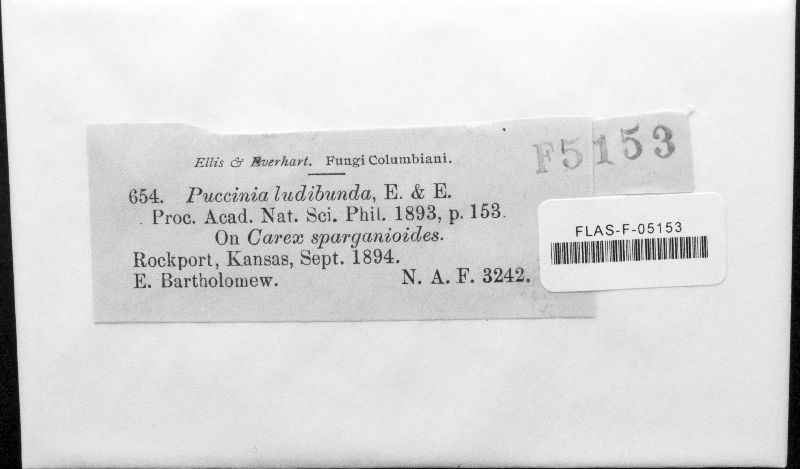 Ellis & Everhart. Fungi Columbiani.
F5153
654. Puccinia ludibunda, E. & E.
Proc. Acad. Nat. Sci. Phil. 1893, p. 153.
On Carex sparganioides.
Rockport, Kansas, Sept. 1894.
E. Bartholomew. N. A. F. 3242.
FLAS-F-05153